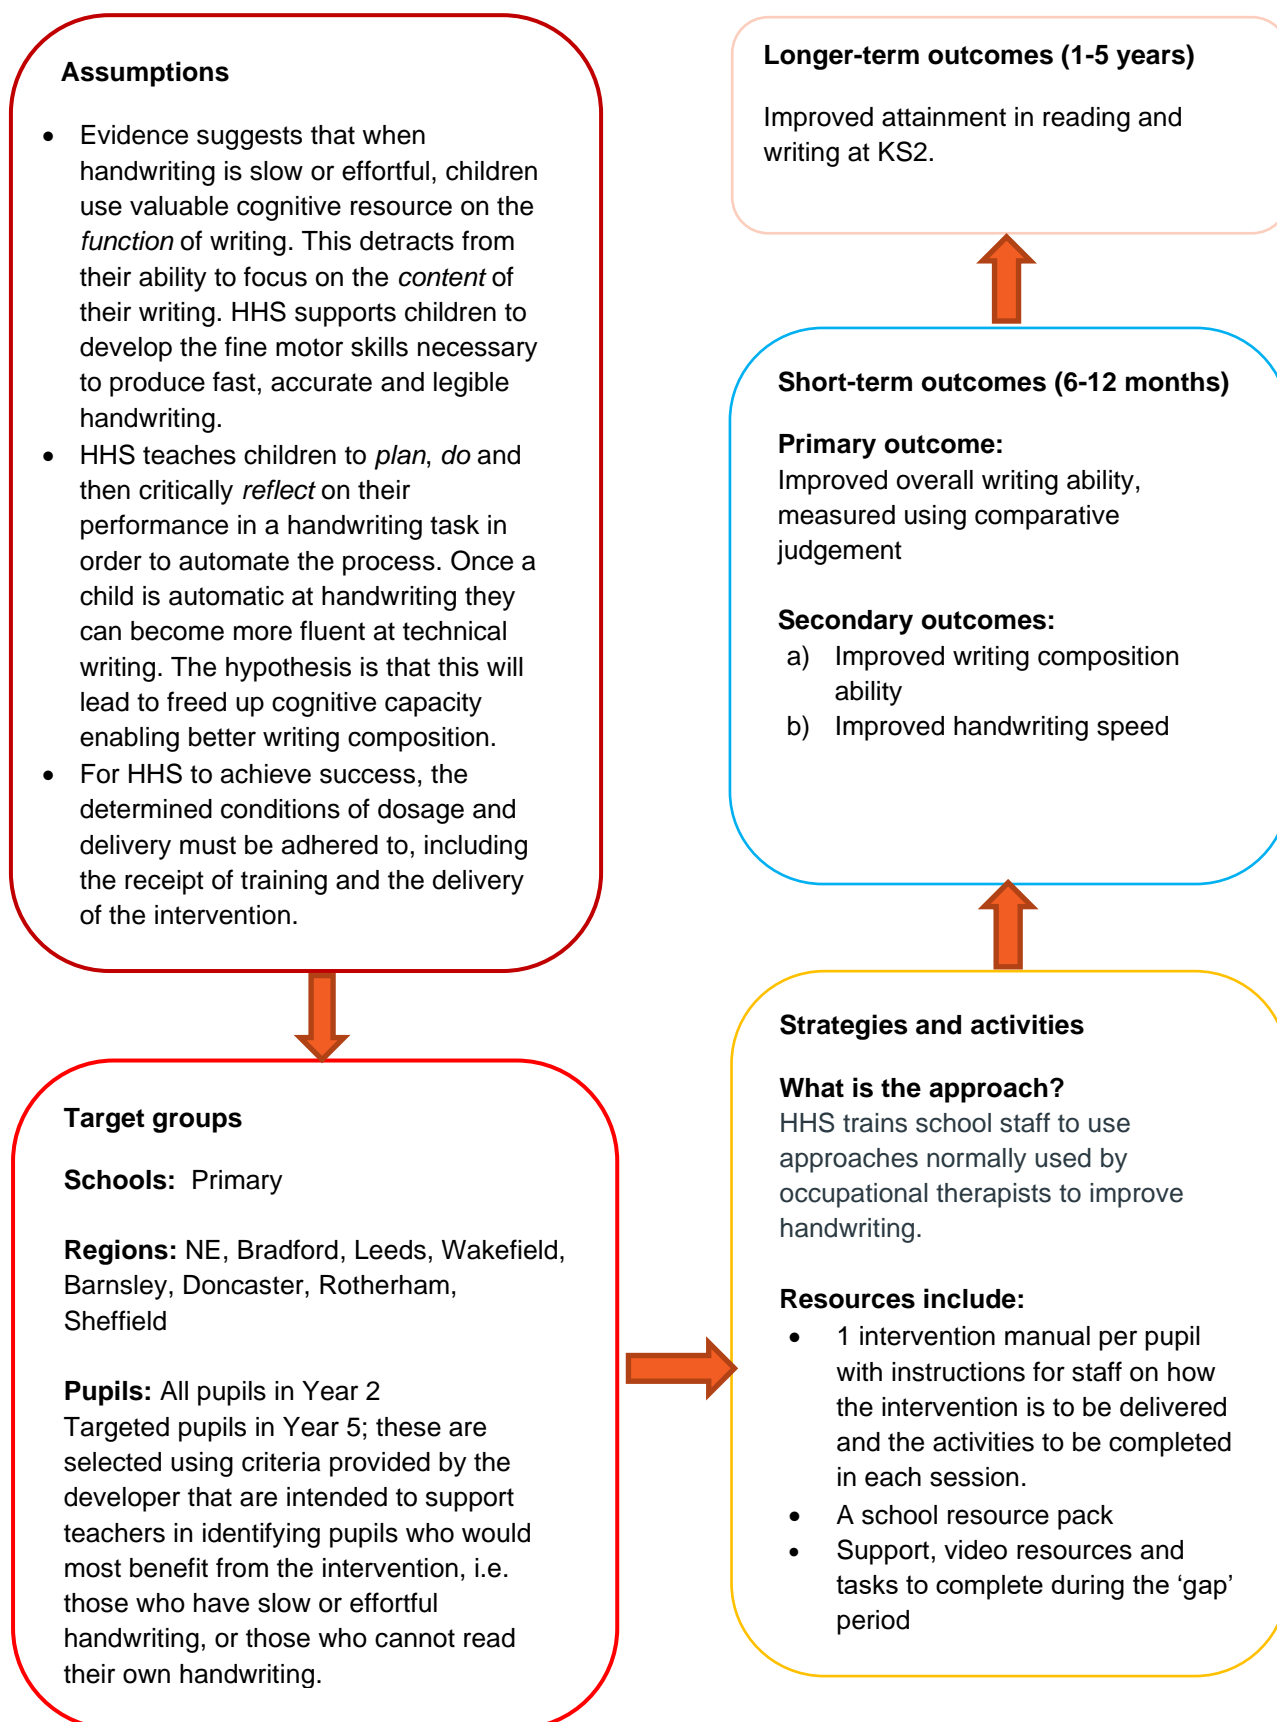 Assumptions
• Evidence suggests that when
handwriting is slow or effortful, children
use valuable cognitive resource on the
function of writing. This detracts from
their ability to focus on the content of
their writing. HHS supports children to
develop the fine motor skills necessary
to produce fast, accurate and legible
handwriting.
• HHS teaches children to plan, do and
then critically reflect on their
performance in a handwriting task in
order to automate the process. Once a
child is automatic at handwriting they
can become more fluent at technical
writing. The hypothesis is that this will
lead to freed up cognitive capacity
enabling better writing composition.
• For HHS to achieve success, the
determined conditions of dosage and
delivery must be adhered to, including
the receipt of training and the delivery
of the intervention.
Target groups
Schools: Primary
Regions: NE, Bradford, Leeds, Wakefield,
Barnsley, Doncaster, Rotherham,
Sheffield
Pupils: All pupils in Year 2
Targeted pupils in Year 5; these are
selected using criteria provided by the
developer that are intended to support
teachers in identifying pupils who would
most benefit from the intervention, i.e.
those who have slow or effortful
handwriting, or those who cannot read
their own handwriting.
Strategies and activities
What is the approach?
HHS trains school staff to use
approaches normally used by
occupational therapists to improve
handwriting.
Resources include:
• 1 intervention manual per pupil
with instructions for staff on how
the intervention is to be delivered
and the activities to be completed
in each session.
• A school resource pack
• Support, video resources and
tasks to complete during the ‘gap’
period
Short-term outcomes (6-12 months)
Primary outcome:
Improved overall writing ability,
measured using comparative
judgement
Secondary outcomes:
a) Improved writing composition
ability
b) Improved handwriting speed
Longer-term outcomes (1-5 years)
Improved attainment in reading and
writing at KS2.